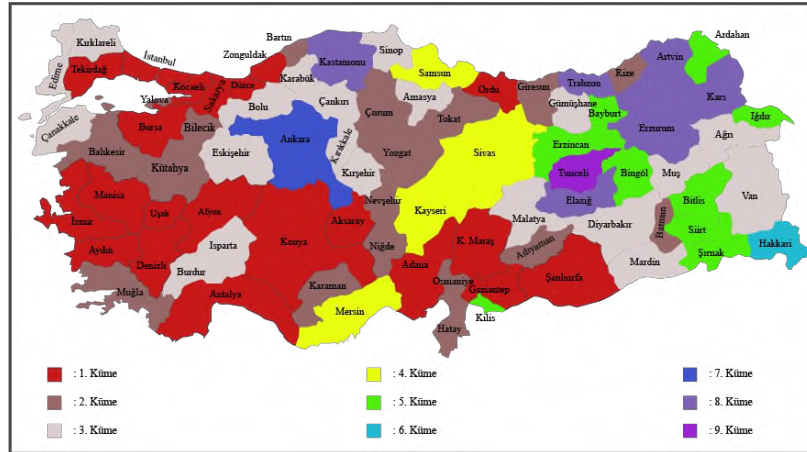 Kırklareli
Edirne
Tekirdağ
İstanbul
Kocaeli
Yalova
Sakarya
Düzce
Zonguldak
Bartın
Karabük
Kastamonu
Sinop
Samsun
Ordu
Giresun
Trabzon
Rize
Artvin
Ardahan
Kars
Iğdır
Çanakkale
Balıkesir
Bursa
Bilecik
Bolu
Çankırı
Çorum
Amasya
Tokat
Gümüşhane
Bayburt
Erzurum
Ağrı
Kütahya
Eskişehir
Ankara
Kırıkkale
Kırşehir
Yozgat
Sivas
Erzincan
Tunceli
Bingöl
Muş
Van
Manisa
İzmir
Uşak
Afyon
Nevşehir
Kayseri
Malatya
Elazığ
Diyarbakır
Batman
Bitlis
Siirt
Hakkari
Aydın
Denizli
Isparta
Burdur
Konya
Aksaray
Niğde
Adana
K. Maraş
Adıyaman
Mardin
Şırnak
Muğla
Antalya
Karaman
Mersin
Osmaniye
Gaziantep
Şanlıurfa
Hatay
Kilis
: 1. Küme
: 4. Küme
: 7. Küme
: 2. Küme
: 5. Küme
: 8. Küme
: 3. Küme
: 6. Küme
: 9. Küme